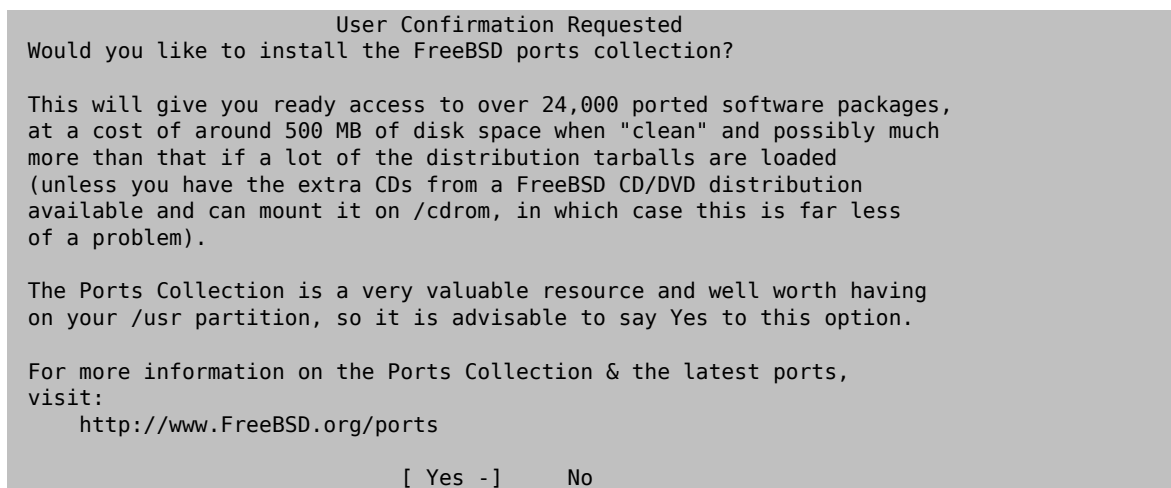 User Confirmation Requested
Would you like to install the FreeBSD ports collection?
This will give you ready access to over 24,000 ported software packages,
at a cost of around 500 MB of disk space when "clean" and possibly much
more than that if a lot of the distribution tarballs are loaded
(unless you have the extra CDs from a FreeBSD CD/DVD distribution
available and can mount it on /cdrom, in which case this is far less
of a problem).
The Ports Collection is a very valuable resource and well worth having
on your /usr partition, so it is advisable to say Yes to this option.
For more information on the Ports Collection & the latest ports,
visit:
http://www.FreeBSD.org/ports
[ Yes -] No